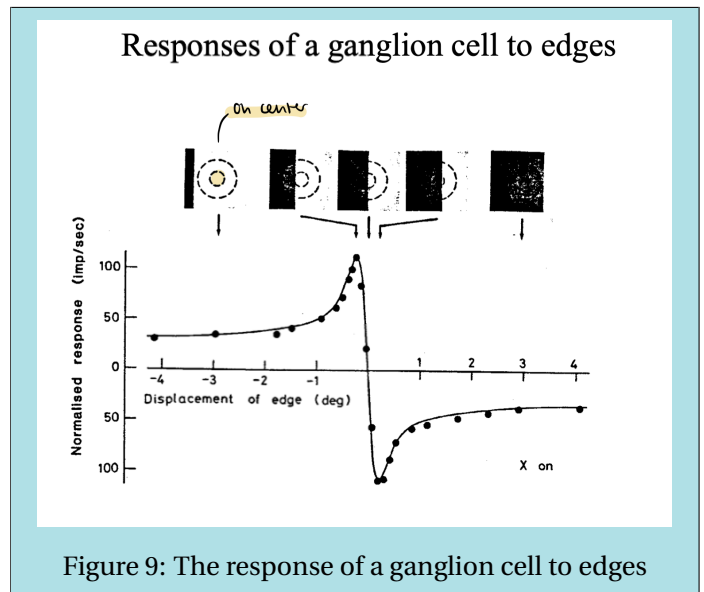 Responses of a ganglion cell to edges
on center
Normalised response (imp/sec)
100
50
0
50
100
-4 -3 -2 -1 1 2 3 4
Displacement of edge (deg)
X on
Figure 9: The response of a ganglion cell to edges